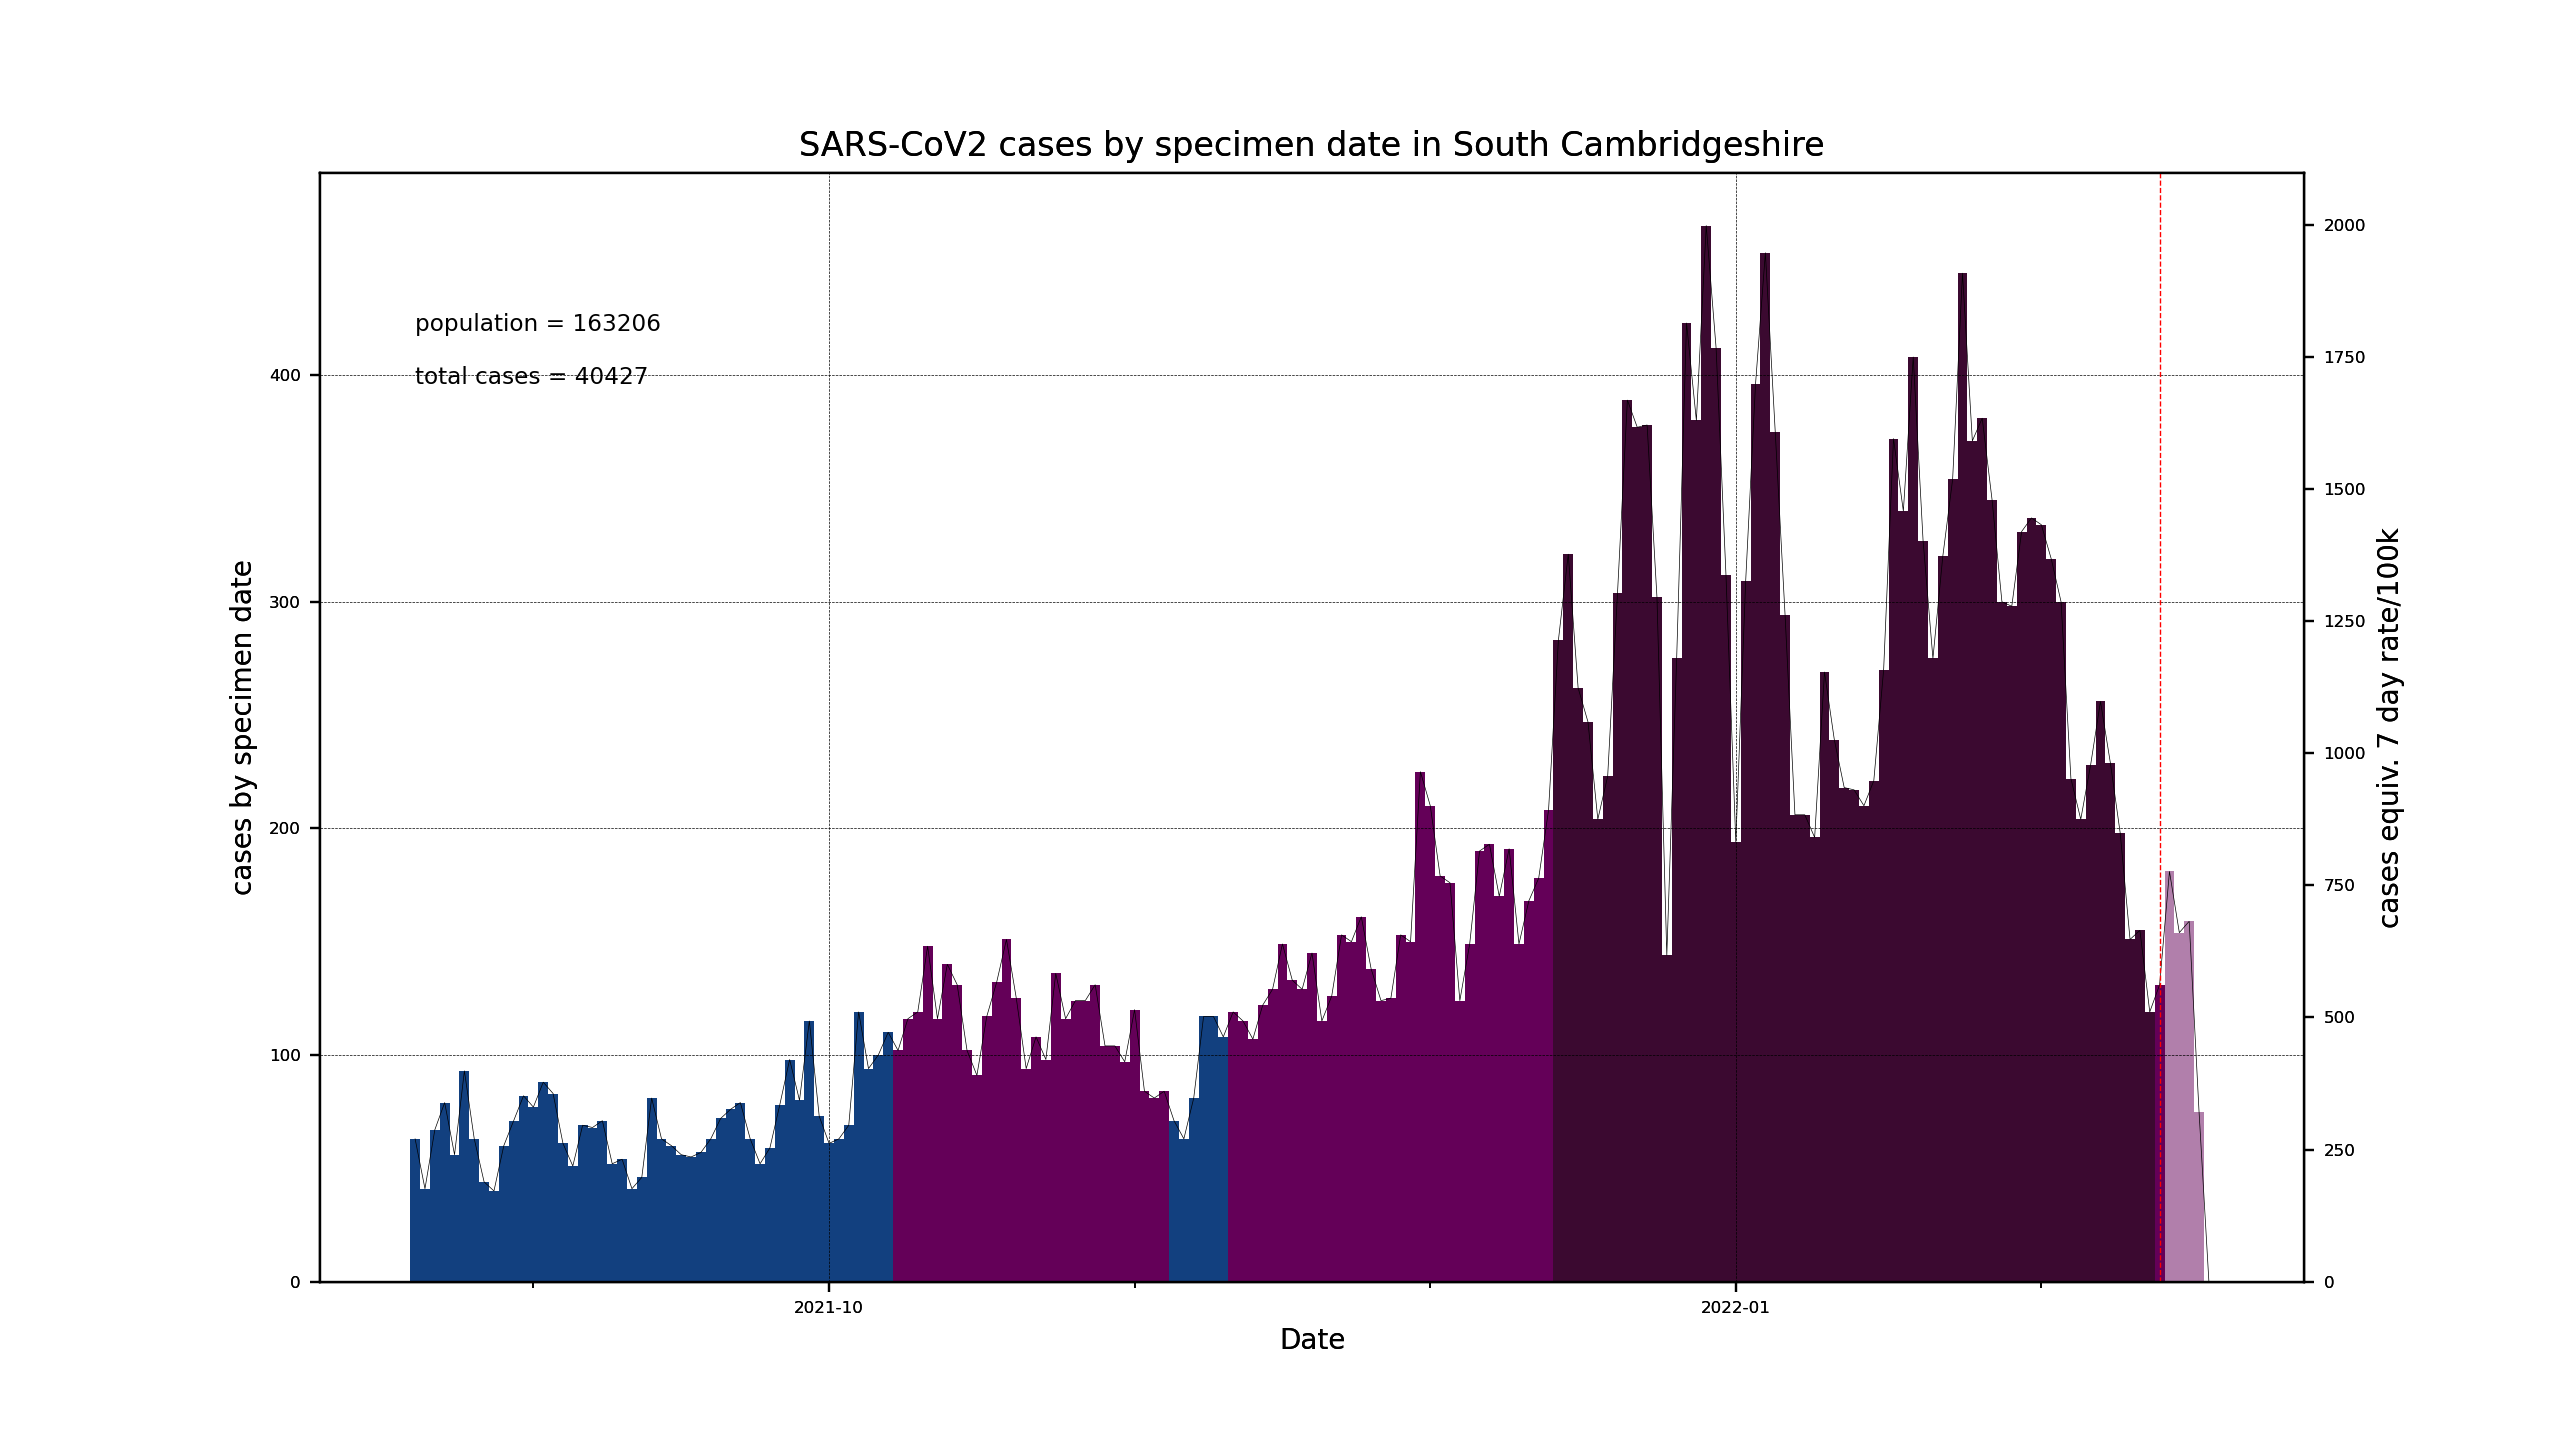 SARS-CoV2 cases by specimen date in South Cambridgeshire
population = 163206
total cases = 40427
cases by specimen date
400
300
200
100
0
2021-10
2022-01
Date
2000
1750
1500
1250
1000
750
500
250
0
cases equiv. 7 day rate/100k